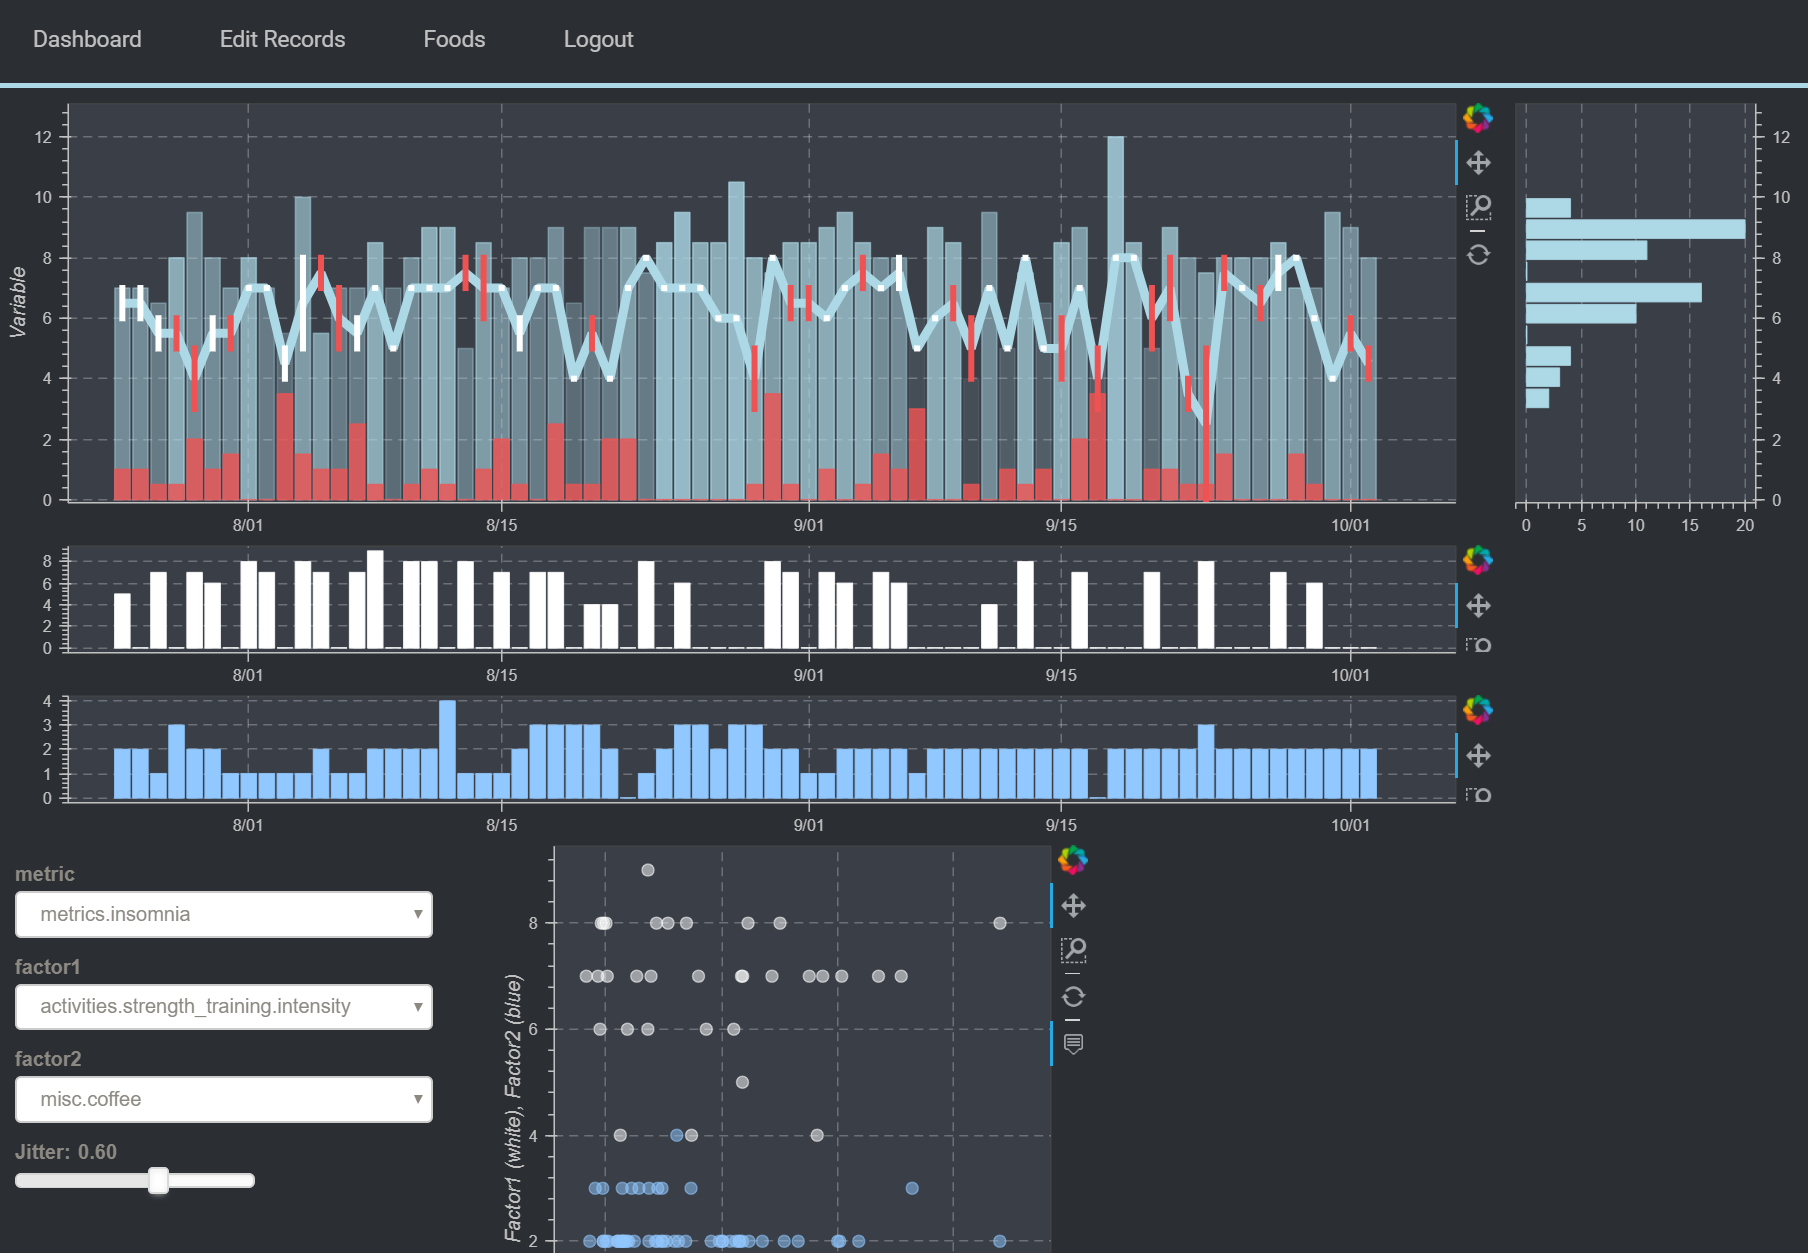 Dashboard Edit Records Foods Logout
Variable
12
10
8
6
4
2
0
8/01 8/15 9/01 9/15 10/01
12
10
8
6
4
2
0
0 5 10 15 20
8
6
4
2
0
8/01 8/15 9/01 9/15 10/01
4
3
2
1
0
8/01 8/15 9/01 9/15 10/01
metric
metrics.insomnia
factor1
activities.strength_training.intensity
factor2
misc.coffee
Jitter: 0.60
Factor1 (white), Factor2 (blue)
8
6
4
2